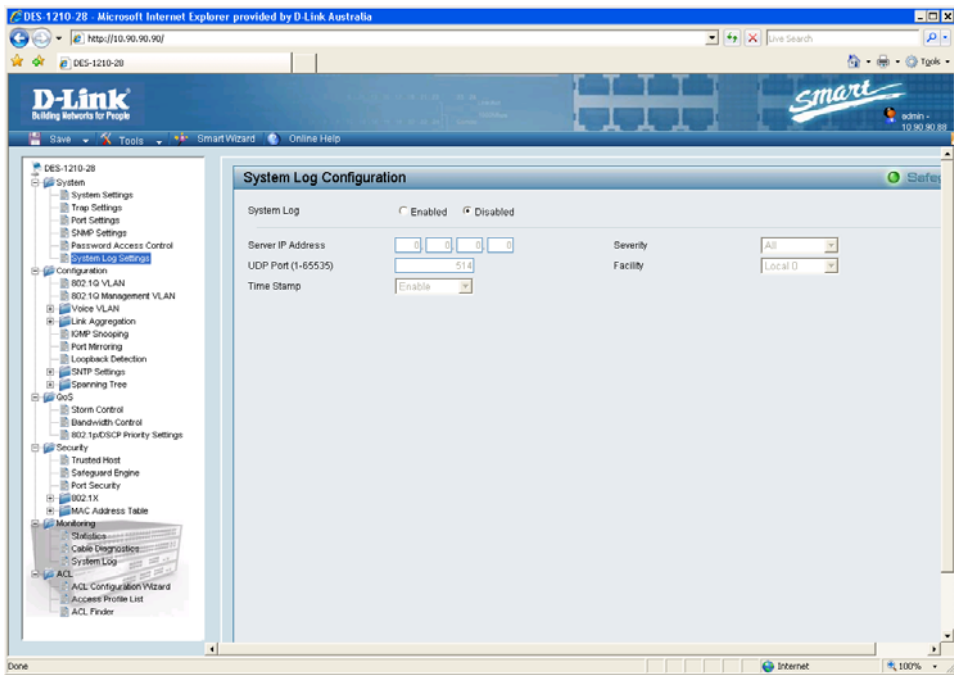 DES-1210-28 - Microsoft Internet Explorer provided by D-Link Australia
http://10.90.90.90/
Live Search
DES-1210-28
Tools
D-Link
Building Networks for People
smart
admin -
10.90.90.88
Save
Tools
Smart Wizard
Online Help
DES-1210-28
System
System Settings
Trap Settings
Port Settings
SNMP Settings
Password Access Control
System Log Settings
Configuration
802.1Q VLAN
802.1Q Management VLAN
Voice VLAN
Link Aggregation
IGMP Snooping
Port Mirroring
Loopback Detection
SNTP Settings
Spanning Tree
QoS
Storm Control
Bandwidth Control
802.1p/DSCP Priority Settings
Security
Trusted Host
Safeguard Engine
Port Security
802.1X
MAC Address Table
Monitoring
Statistics
Cable Diagnostics
System Log
ACL
ACL Configuration Wizard
Access Profile List
ACL Finder
System Log Configuration
Safeg
System Log Enabled Disabled
Server IP Address 0. 0. 0. 0 Severity All
UDP Port (1-65535) 514 Facility Local 0
Time Stamp Enable
Done
Internet
100%